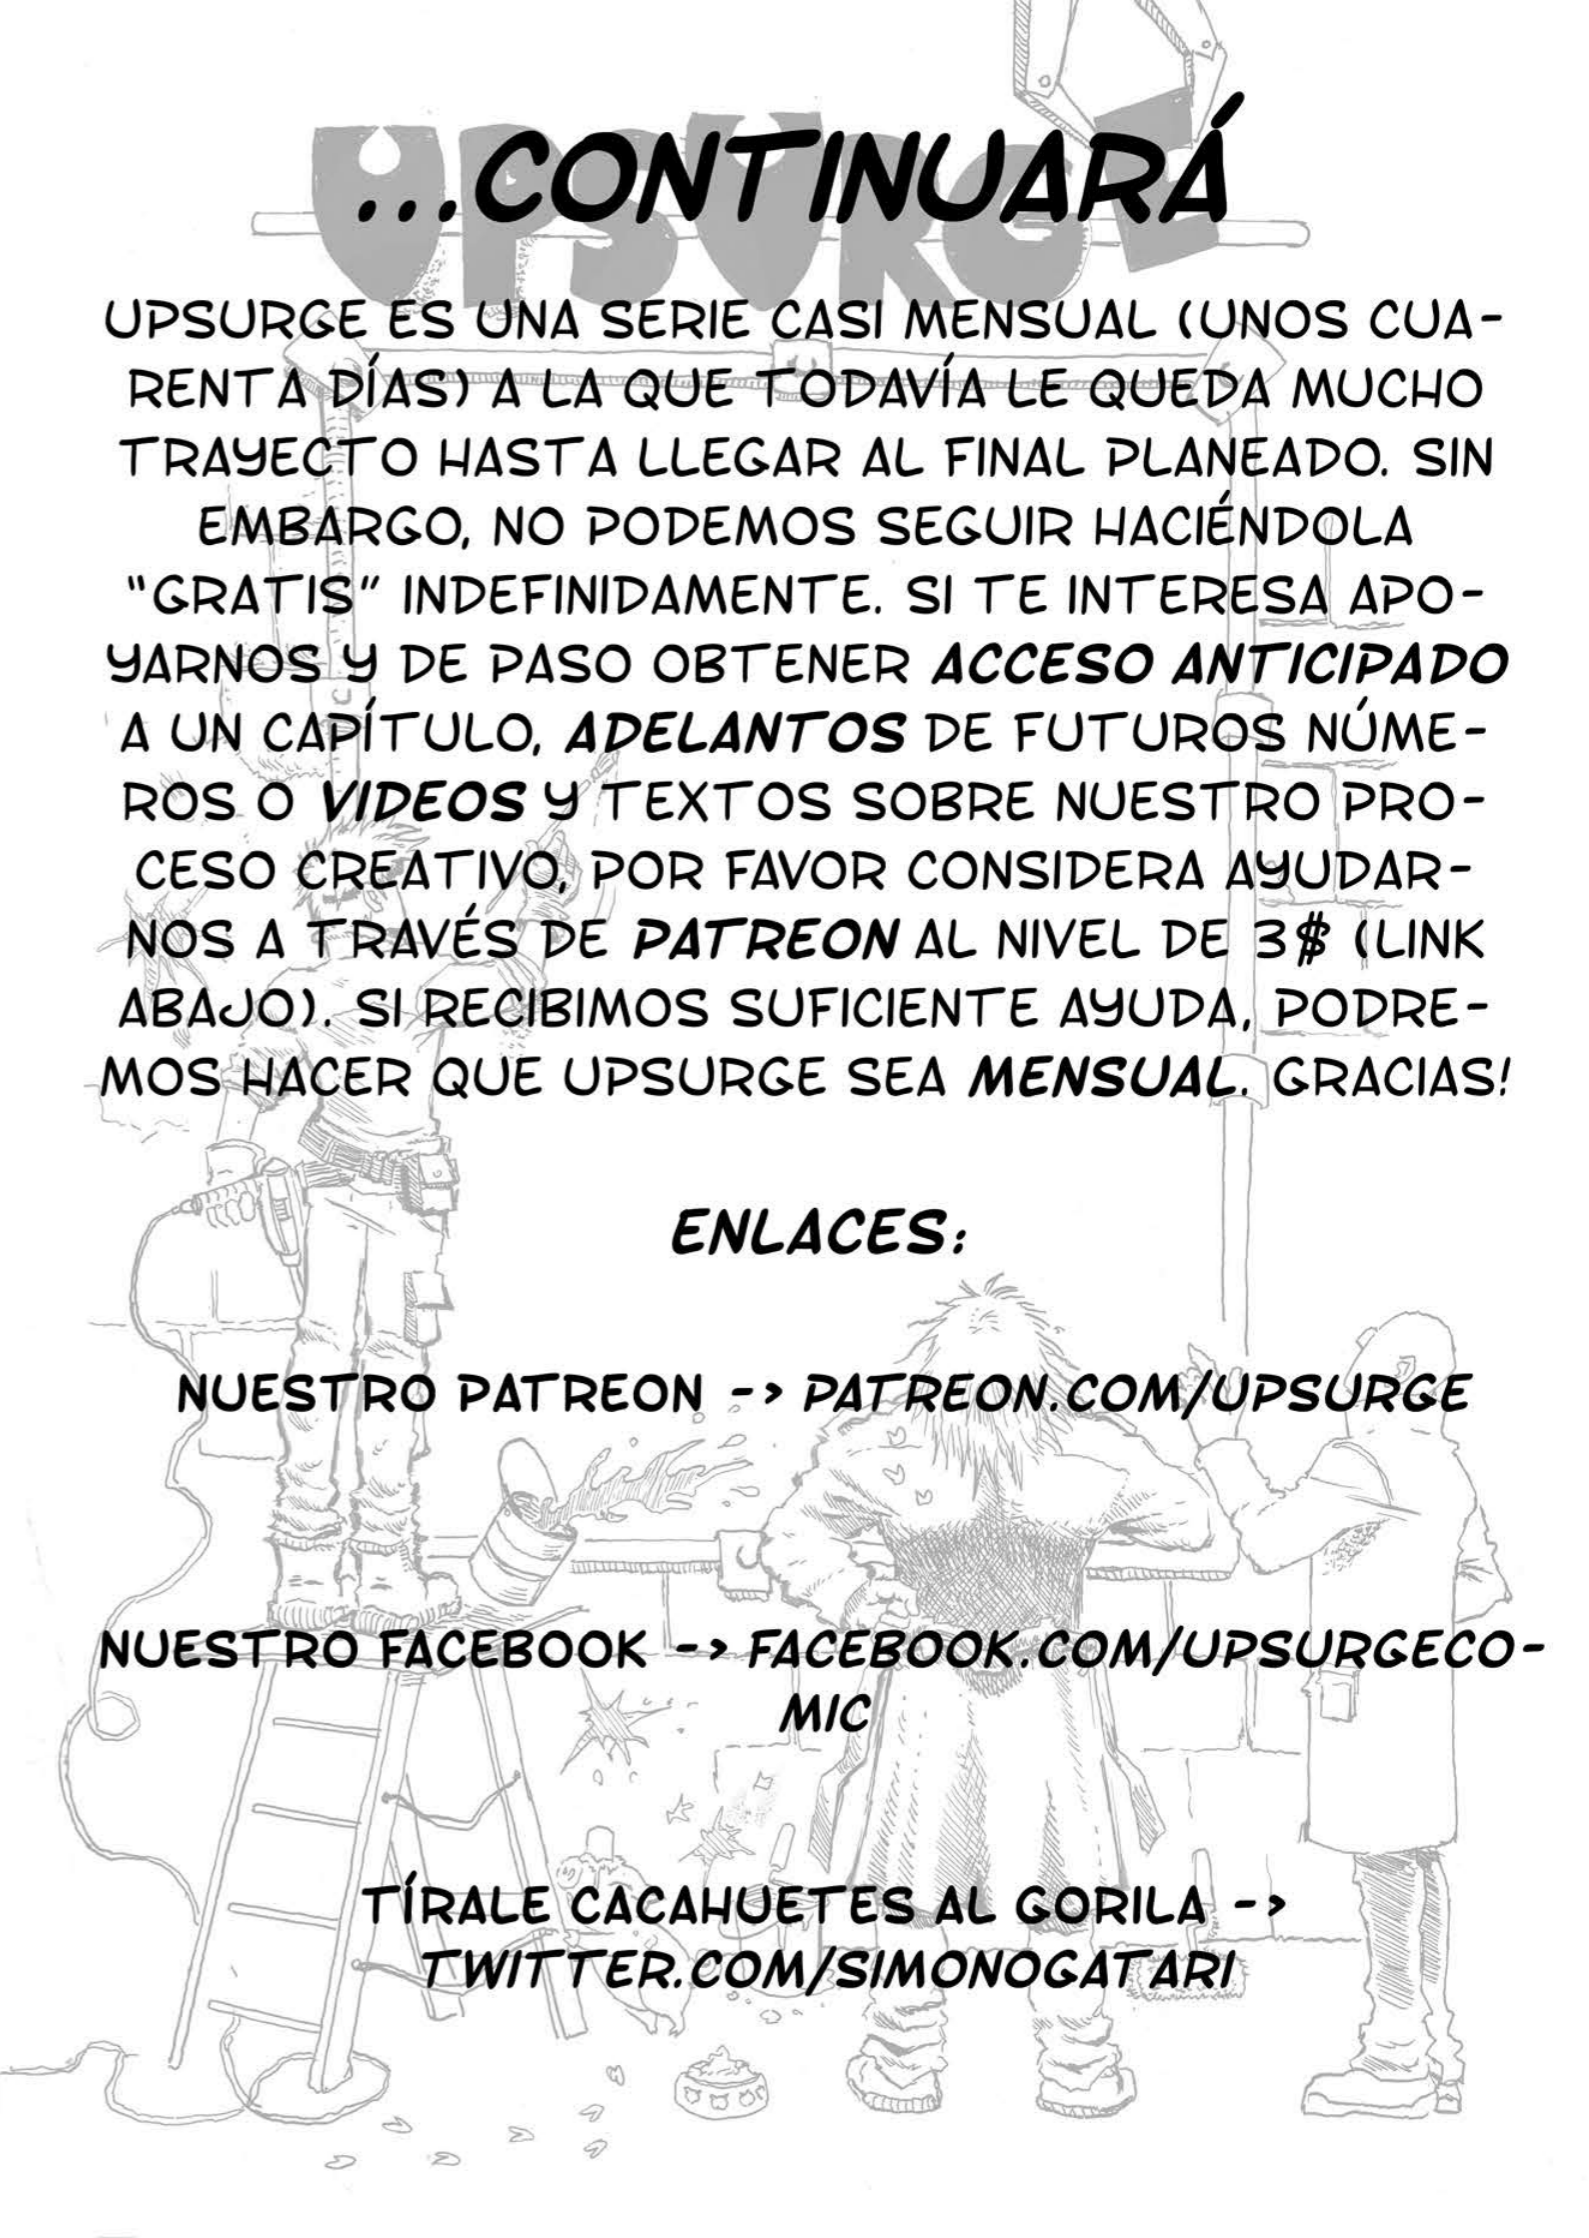 UPSURGE
...CONTINUARÁ
UPSURGE ES UNA SERIE CASI MENSUAL (UNOS CUA-
RENTA DÍAS) A LA QUE TODAVÍA LE QUEDA MUCHO
TRAYECTO HASTA LLEGAR AL FINAL PLANEADO. SIN
EMBARGO, NO PODEMOS SEGUIR HACIÉNDOLA
"GRATIS" INDEFINIDAMENTE. SI TE INTERESA APO-
YARNOS Y DE PASO OBTENER ACCESO ANTICIPADO
A UN CAPÍTULO, ADELANTOS DE FUTUROS NÚME-
ROS O VIDEOS Y TEXTOS SOBRE NUESTRO PRO-
CESO CREATIVO, POR FAVOR CONSIDERA AYUDAR-
NOS A TRAVÉS DE PATREON AL NIVEL DE 3$ (LINK
ABAJO). SI RECIBIMOS SUFICIENTE AYUDA, PODRE-
MOS HACER QUE UPSURGE SEA MENSUAL. GRACIAS!
ENLACES:
NUESTRO PATREON -> PATREON.COM/UPSURGE
NUESTRO FACEBOOK -> FACEBOOK.COM/UPSURGECO-
MIC
TÍRALE CACAHUETES AL GORILA ->
TWITTER.COM/SIMONOGATARI